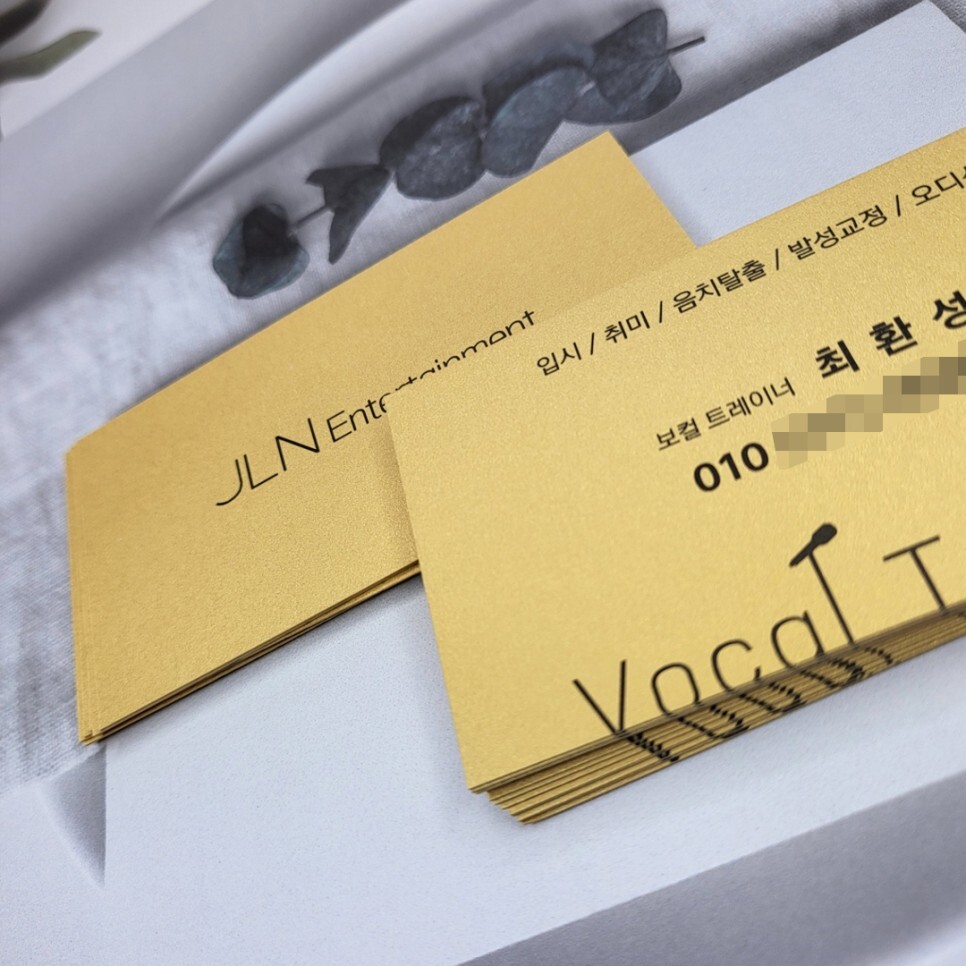 JLN Entertainment
입시 / 취미 / 음치탈출 / 발성교정 / 오디
보컬 트레이너 최 환 성
010
Vocal T